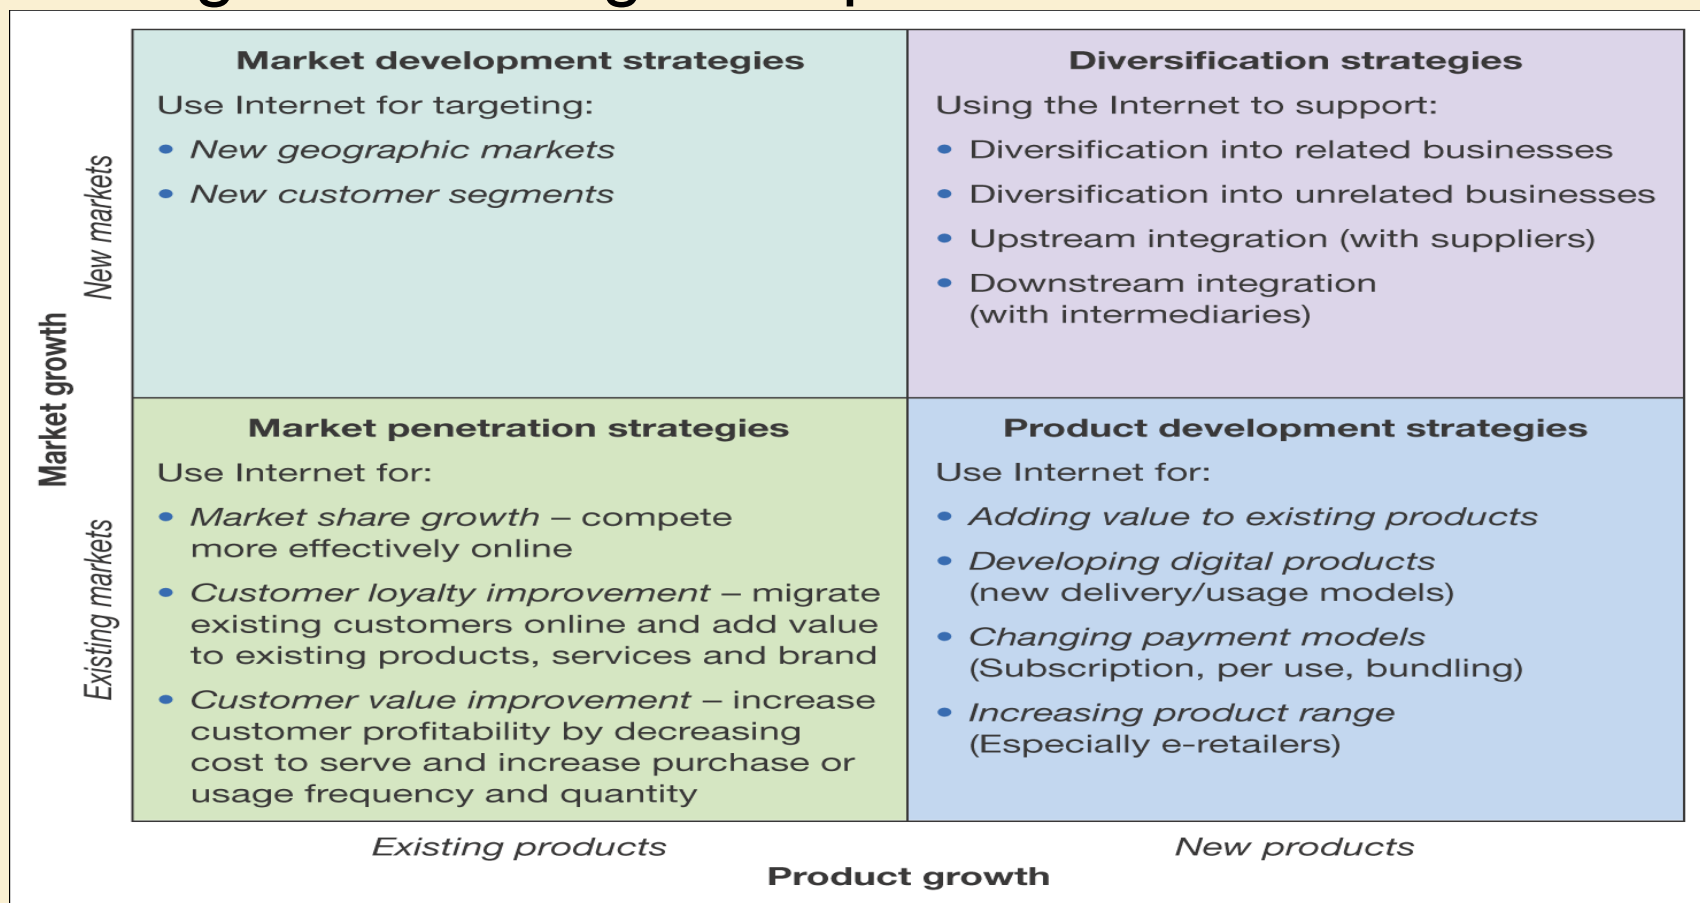 Market development strategies
Use Internet for targeting:
• New geographic markets
• New customer segments
Diversification strategies
Using the Internet to support:
• Diversification into related businesses
• Diversification into unrelated businesses
• Upstream integration (with suppliers)
• Downstream integration
(with intermediaries)
Market penetration strategies
Use Internet for:
• Market share growth – compete
more effectively online
• Customer loyalty improvement – migrate
existing customers online and add value
to existing products, services and brand
• Customer value improvement – increase
customer profitability by decreasing
cost to serve and increase purchase or
usage frequency and quantity
Product development strategies
Use Internet for:
• Adding value to existing products
• Developing digital products
(new delivery/usage models)
• Changing payment models
(Subscription, per use, bundling)
• Increasing product range
(Especially e-retailers)
Market growth
New markets
Existing markets
Existing products
New products
Product growth